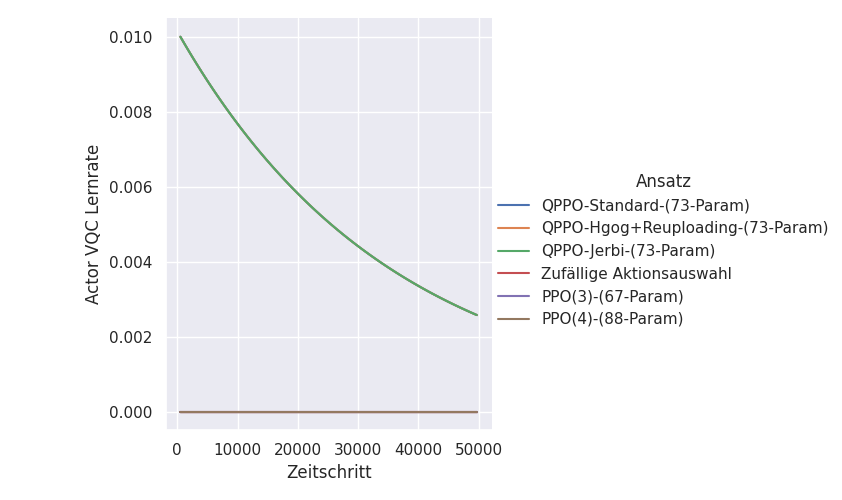 0.010
0.008
0.006
0.004
0.002
0.000
Actor VQC Lernrate
0 10000 20000 30000 40000 50000
Zeitschritt
Ansatz
QPPO-Standard-(73-Param)
QPPO-Hgog+Reuploading-(73-Param)
QPPO-Jerbi-(73-Param)
Zufällige Aktionsauswahl
PPO(3)-(67-Param)
PPO(4)-(88-Param)